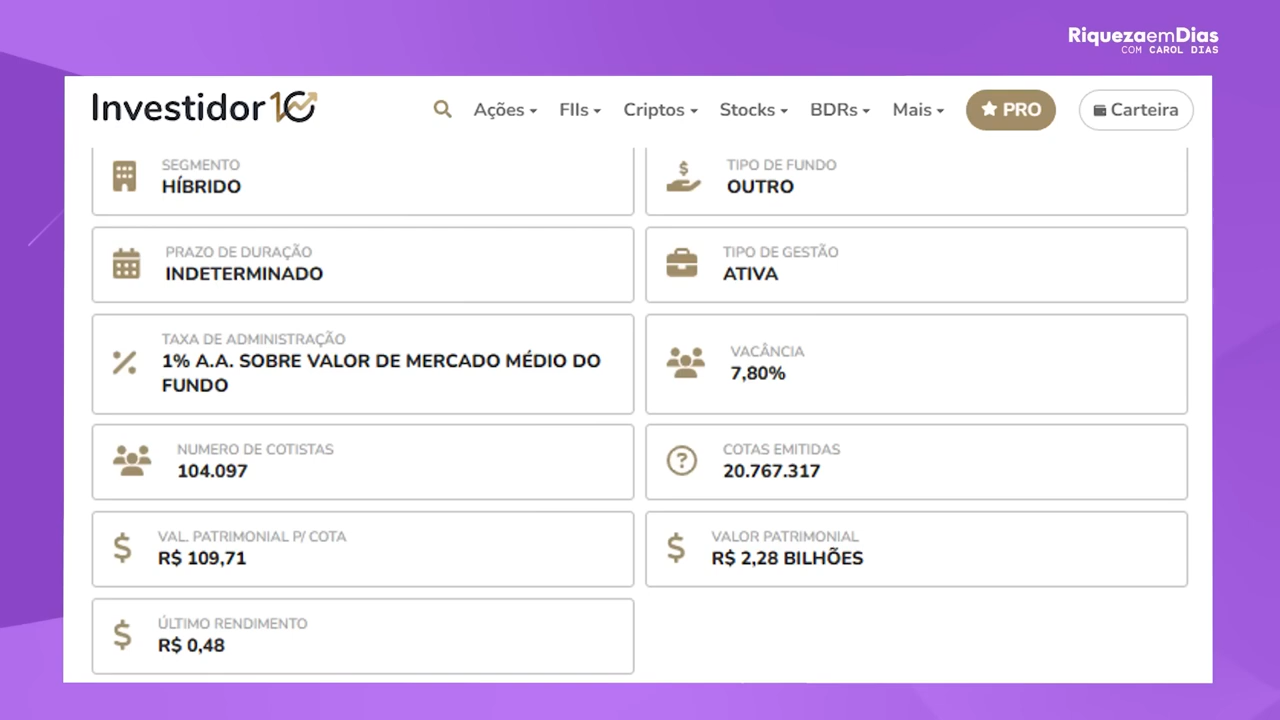 RiquezaemDias
COM CAROL DIAS
Investidor10
Ações FIIs Criptos Stocks BDRs Mais PRO Carteira
SEGMENTO
HÍBRIDO
TIPO DE FUNDO
OUTRO
PRAZO DE DURAÇÃO
INDETERMINADO
TIPO DE GESTÃO
ATIVA
TAXA DE ADMINISTRAÇÃO
1% A.A. SOBRE VALOR DE MERCADO MÉDIO DO
FUNDO
VACÂNCIA
7,80%
NUMERO DE COTISTAS
104.097
COTAS EMITIDAS
20.767.317
VAL. PATRIMONIAL P/ COTA
R$ 109,71
VALOR PATRIMONIAL
R$ 2,28 BILHÕES
ÚLTIMO RENDIMENTO
R$ 0,48